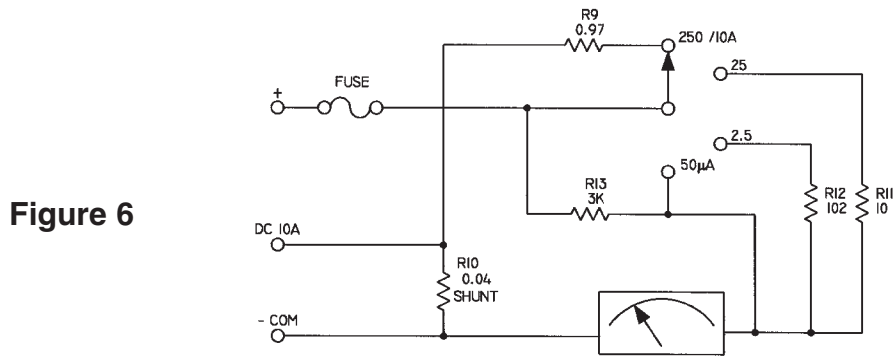 R9
0.97
250 /10A
25
FUSE
+
2.5
50µA
R13
3K
R12
102
R11
10
Figure 6
DC 10A
R10
0.04
SHUNT
- COM